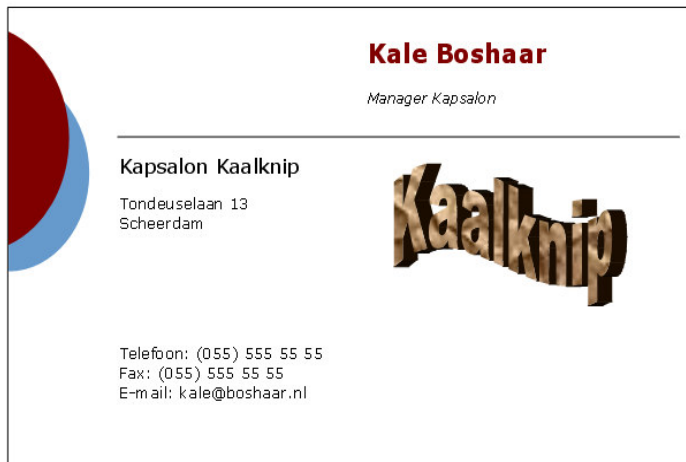 Kale Boshaar
Manager Kapsalon
Kapsalon Kaalknip
Tondeuselaan 13
Scheerdam
Kaalknip
Telefoon: (055) 555 55 55
Fax: (055) 555 55 55
E-mail: kale@boshaar.nl